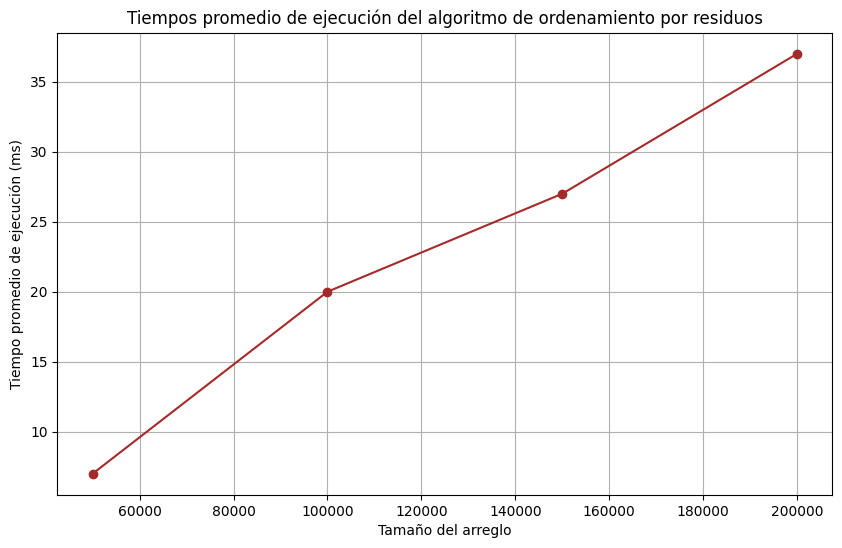 Tiempos promedio de ejecución del algoritmo de ordenamiento por residuos
Tiempo promedio de ejecución (ms)
35
30
25
20
15
10
60000 80000 100000 120000 140000 160000 180000 200000
Tamaño del arreglo